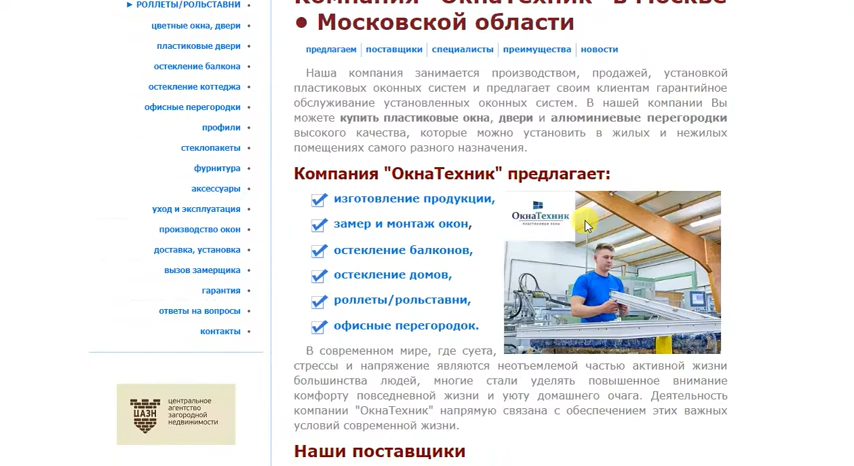 ► РОЛЛЕТЫ/РОЛЬСТАВНИ •
цветные окна, двери •
пластиковые двери •
остекление балкона •
остекление коттеджа •
офисные перегородки •
профили •
стеклопакеты •
фурнитура •
аксессуары •
уход и эксплуатация •
производство окон •
доставка, установка •
вызов замерщика •
гарантия •
ответы на вопросы •
контакты •
ЦАЗН
центральное
агентство
загородной
недвижимости
Компания "ОкнаТехник" в Москве
● Московской области
предлагаем | поставщики | специалисты | преимущества | новости
Наша компания занимается производством, продажей, установкой
пластиковых оконных систем и предлагает своим клиентам гарантийное
обслуживание установленных оконных систем. В нашей компании Вы
можете купить пластиковые окна, двери и алюминиевые перегородки
высокого качества, которые можно установить в жилых и нежилых
помещениях самого разного назначения.
Компания "ОкнаТехник" предлагает:
изготовление продукции,
замер и монтаж окон,
остекление балконов,
остекление домов,
роллеты/рольставни,
офисные перегородок.
ОкнаТехник
пластиковые окна
В современном мире, где суета,
стрессы и напряжение являются неотъемлемой частью активной жизни
большинства людей, многие стали уделять повышенное внимание
комфорту повседневной жизни и уюту домашнего очага. Деятельность
компании "ОкнаТехник" напрямую связана с обеспечением этих важных
условий современной жизни.
Наши поставщики